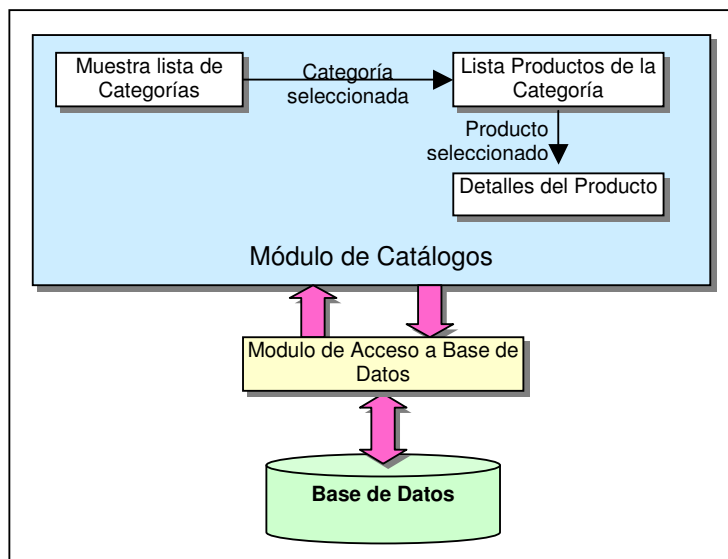 Muestra lista de
Categorías
Categoría
seleccionada
Lista Productos de la
Categoría
Producto
seleccionado
Detalles del Producto
Módulo de Catálogos
Modulo de Acceso a Base de
Datos
Base de Datos